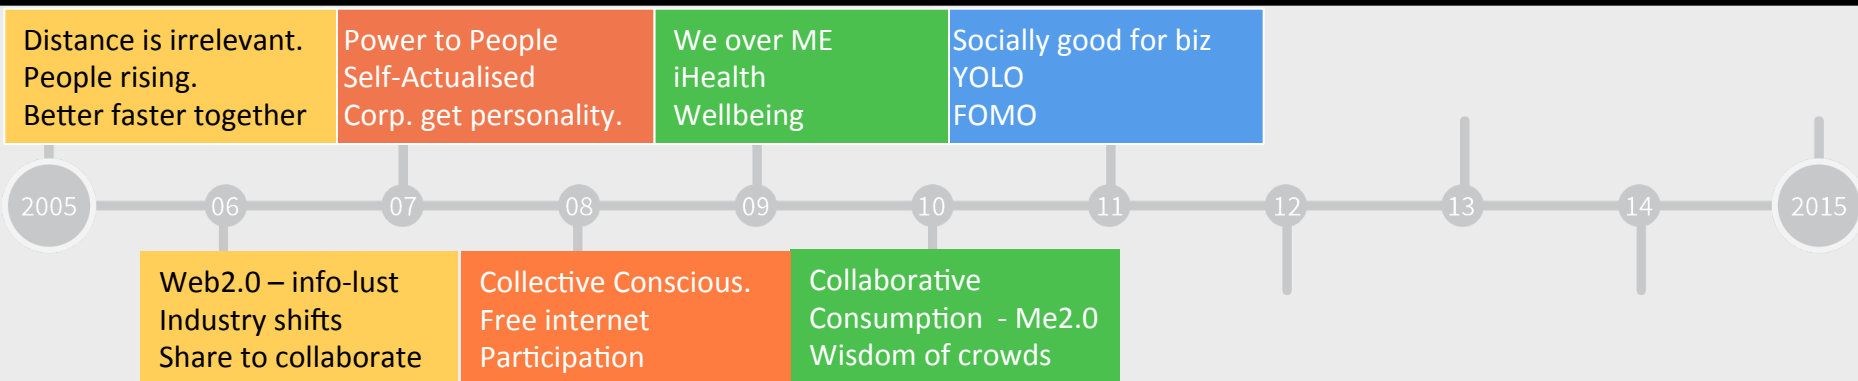 Distance is irrelevant.
People rising.
Better faster together
Power to People
Self-Actualised
Corp. get personality.
We over ME
iHealth
Wellbeing
Socially good for biz
YOLO
FOMO
2005
06
07
08
09
10
11
12
13
14
2015
Web2.0 – info-lust
Industry shifts
Share to collaborate
Collective Conscious.
Free internet
Participation
Collaborative
Consumption - Me2.0
Wisdom of crowds